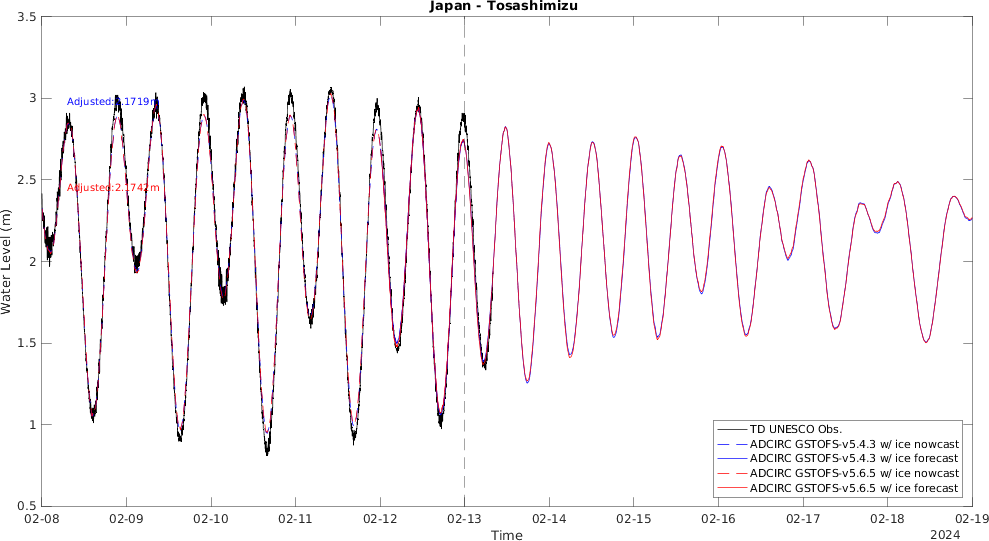 Japan - Tosashimizu
3.5
3
2.5
2
1.5
1
0.5
Water Level (m)
Adjusted:2.1742m
02-08
02-09
02-10
02-11
02-12
02-13
02-14
02-15
02-16
02-17
02-18
02-19
Time
2024
TD UNESCO Obs.
ADCIRC GSTOFS-v5.4.3 w/ ice nowcast
ADCIRC GSTOFS-v5.4.3 w/ ice forecast
ADCIRC GSTOFS-v5.6.5 w/ ice nowcast
ADCIRC GSTOFS-v5.6.5 w/ ice forecast